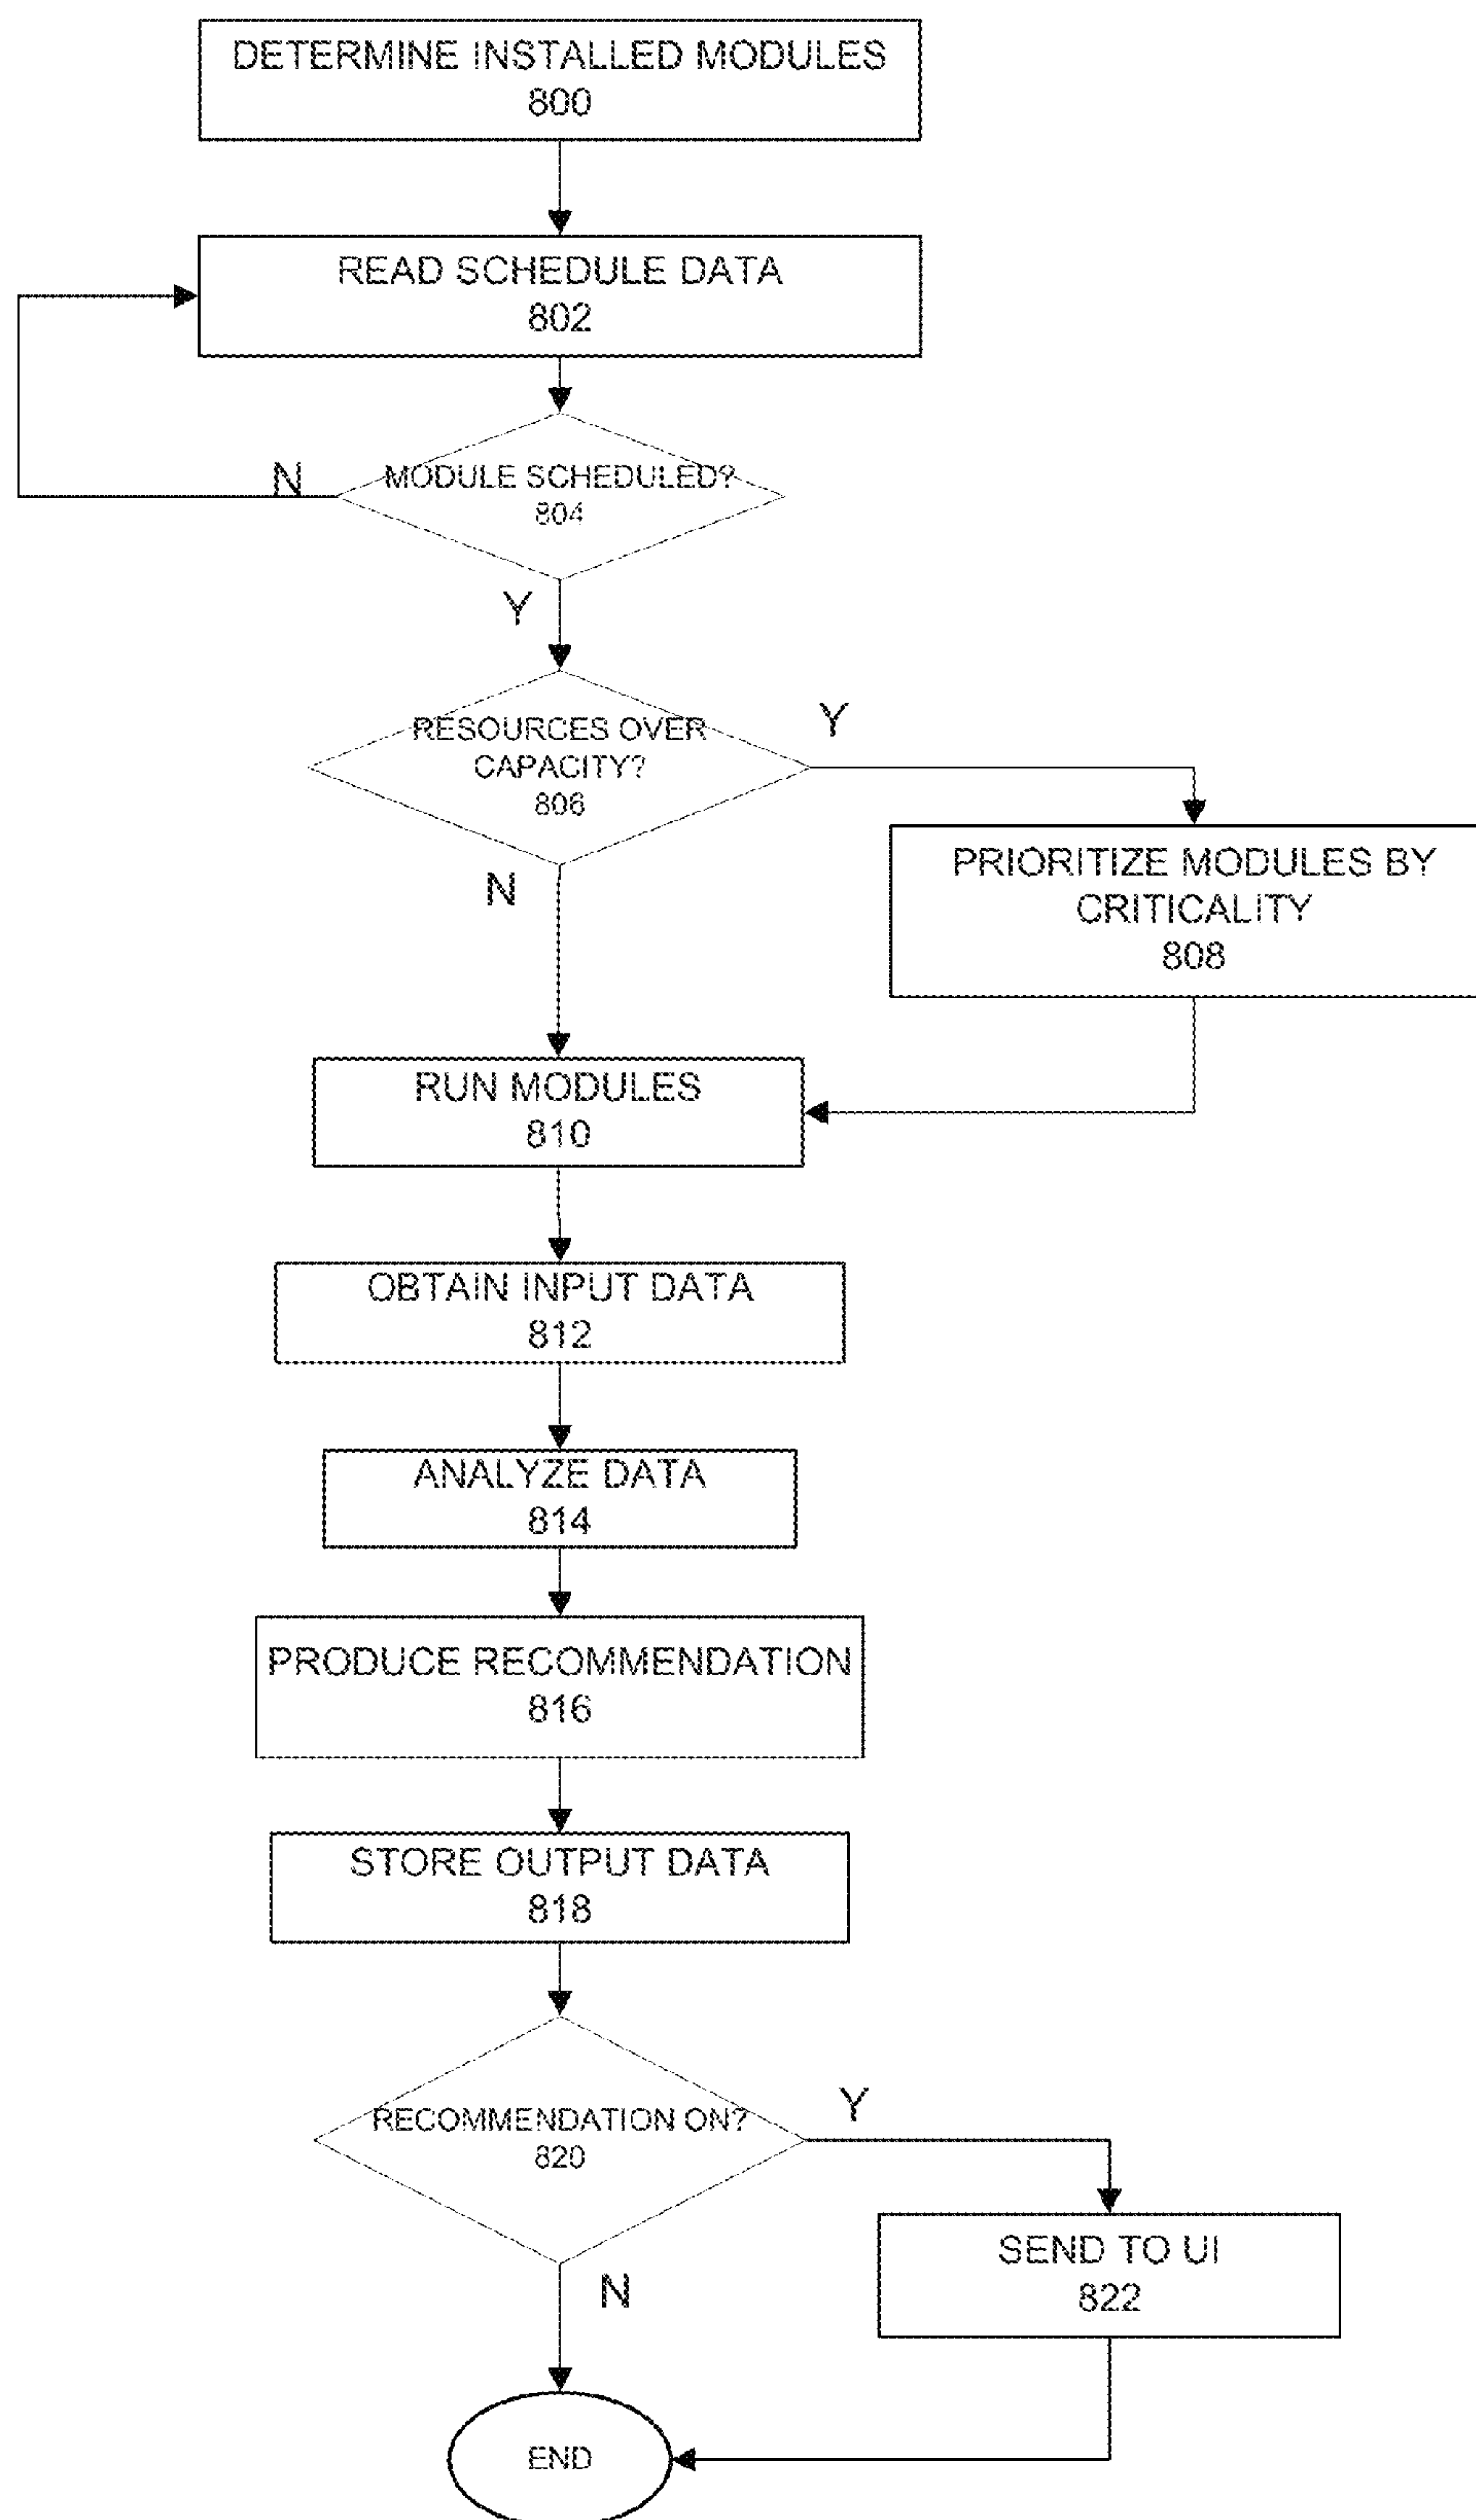 DETERMINE INSTALLED MODULES
800
READ SCHEDULE DATA
802
N
MODULE SCHEDULED?
804
Y
RESOURCES OVER
CAPACITY?
806
Y
PRIORITIZE MODULES BY
CRITICALITY
808
N
RUN MODULES
810
OBTAIN INPUT DATA
812
ANALYZE DATA
814
PRODUCE RECOMMENDATION
816
STORE OUTPUT DATA
818
RECOMMENDATION ON?
820
Y
SEND TO UI
822
N
END